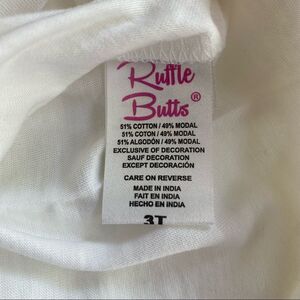 Ruffle
Butts®
51% COTTON / 49% MODAL
51% COTON / 49% MODAL
51% ALGODÓN / 49% MODAL
EXCLUSIVE OF DECORATION
SAUF DECORATION
EXCEPT DECORACIÓN
CARE ON REVERSE
MADE IN INDIA
FAIT EN INDIA
HECHO EN INDIA
3T